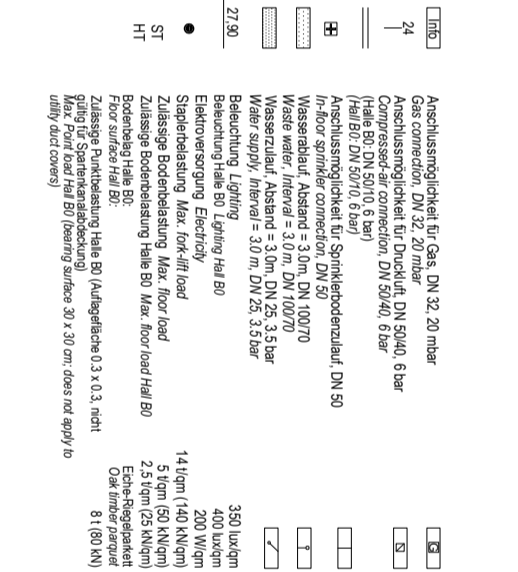 Info
Anschlussmöglichkeit für Gas, DN 32, 20 mbar
Gas connection, DN 32, 20 mbar
G
24
Anschlussmöglichkeit für Druckluft, DN 50/40, 6 bar
Compressed-air connection, DN 50/40, 6 bar
(Halle B0: DN 50/10, 6 bar)
(Hall B0: DN 50/10, 6 bar)
Anschlussmöglichkeit für Sprinklerbodenzulauf, DN 50
In-floor sprinkler connection, DN 50
Wasserablauf, Abstand = 3.0m, DN 100/70
Waste water, Interval = 3.0 m, DN 100/70
Wasserzulauf, Abstand = 3.0m, DN 25, 3.5 bar
Water supply, Interval = 3.0 m, DN 25, 3.5 bar
27,90
Beleuchtung Lighting 350 lux/qm
Beleuchtung Halle B0 Lighting Hall B0 400 lux/qm
Elektroversorgung Electricity 200 W/qm
Staplerbelastung Max. fork-lift load 14 t/qm (140 kN/qm)
ST Zulässige Bodenbelastung Max. floor load 5 t/qm (50 kN/qm)
HT Zulässige Bodenbelastung Halle B0 Max. floor load Hall B0 2,5 t/qm (25 kN/qm)
Bodenbelag Halle B0: Eiche-Riegelparkett
Floor surface Hall B0: Oak timber parquet
Zulässige Punktbelastung Halle B0 (Auflagefläche 0.3 x 0.3, nicht 8 t (80 kN)
gültig für Spartenkanalabdeckung)
Max. Point load Hall B0 (bearing surface 30 x 30 cm; does not apply to
utility duct covers)